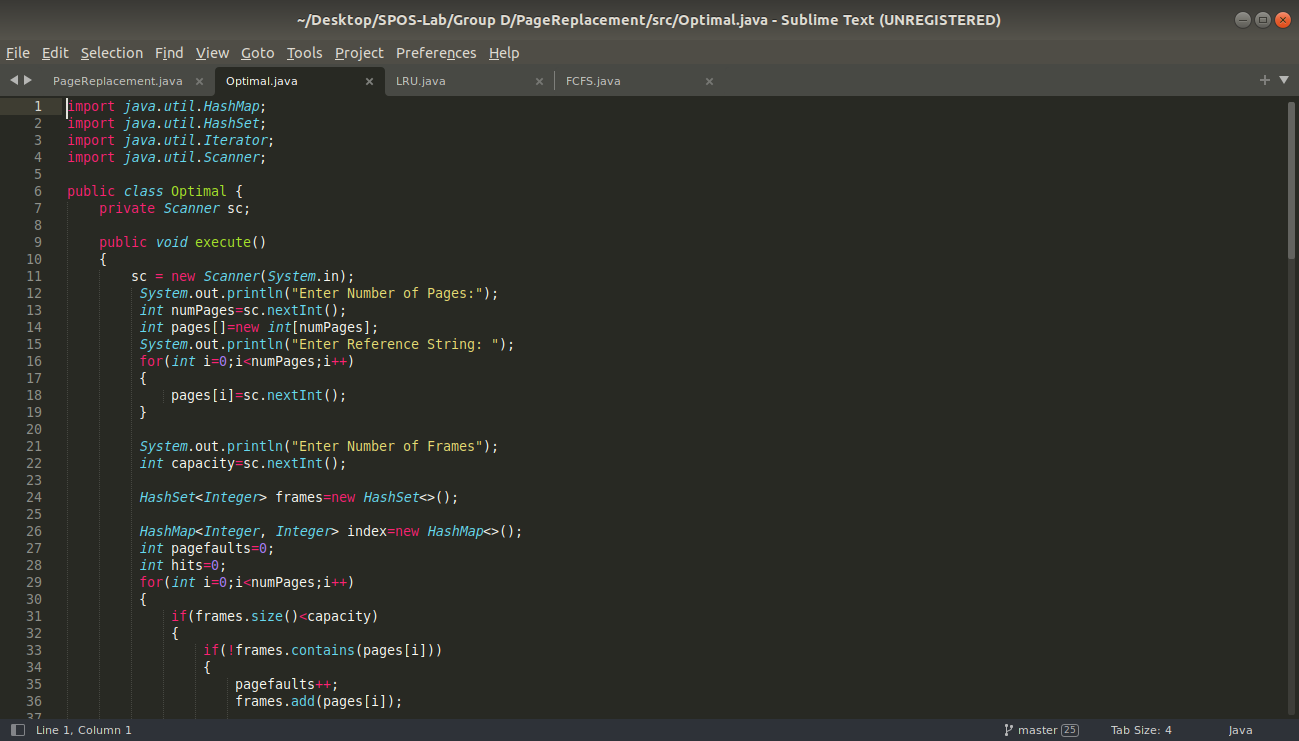 ~/Desktop/SPOS-Lab/Group D/PageReplacement/src/Optimal.java - Sublime Text (UNREGISTERED)
File Edit Selection Find View Goto Tools Project Preferences Help
PageReplacement.java × Optimal.java × LRU.java × FCFS.java ×
1 import java.util.HashMap;
2 import java.util.HashSet;
3 import java.util.Iterator;
4 import java.util.Scanner;
5
6 public class Optimal {
7 private Scanner sc;
8
9 public void execute()
10 {
11 sc = new Scanner(System.in);
12 System.out.println("Enter Number of Pages:");
13 int numPages=sc.nextInt();
14 int pages[]=new int[numPages];
15 System.out.println("Enter Reference String: ");
16 for(int i=0;i<numPages;i++)
17 {
18 pages[i]=sc.nextInt();
19 }
20
21 System.out.println("Enter Number of Frames");
22 int capacity=sc.nextInt();
23
24 HashSet<Integer> frames=new HashSet<>();
25
26 HashMap<Integer, Integer> index=new HashMap<>();
27 int pagefaults=0;
28 int hits=0;
29 for(int i=0;i<numPages;i++)
30 {
31 if(frames.size()<capacity)
32 {
33 if(!frames.contains(pages[i]))
34 {
35 pagefaults++;
36 frames.add(pages[i]);
37
Line 1, Column 1 master 25 Tab Size: 4 Java